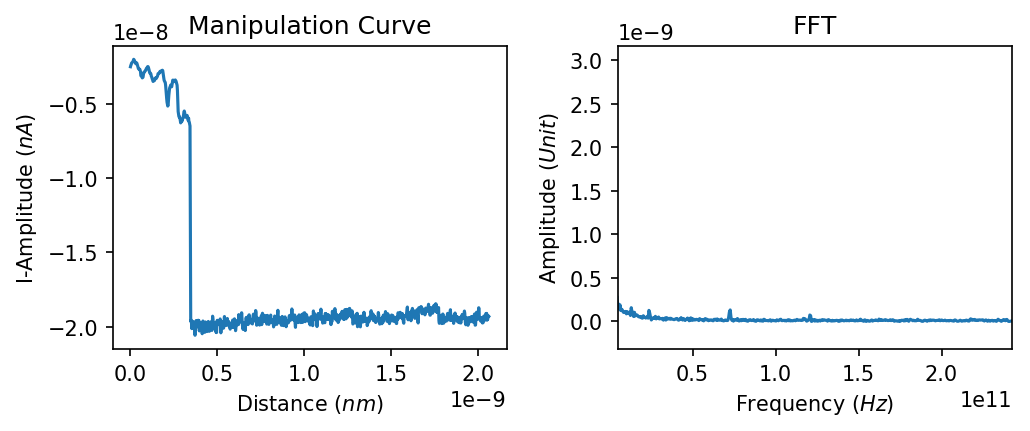 Manipulation Curve
1e−8
−0.5
−1.0
−1.5
−2.0
I-Amplitude (nA)
0.0 0.5 1.0 1.5 2.0
1e−9
Distance (nm)
FFT
1e−9
3.0
2.5
2.0
1.5
1.0
0.5
0.0
Amplitude (Unit)
0.5 1.0 1.5 2.0
1e11
Frequency (Hz)